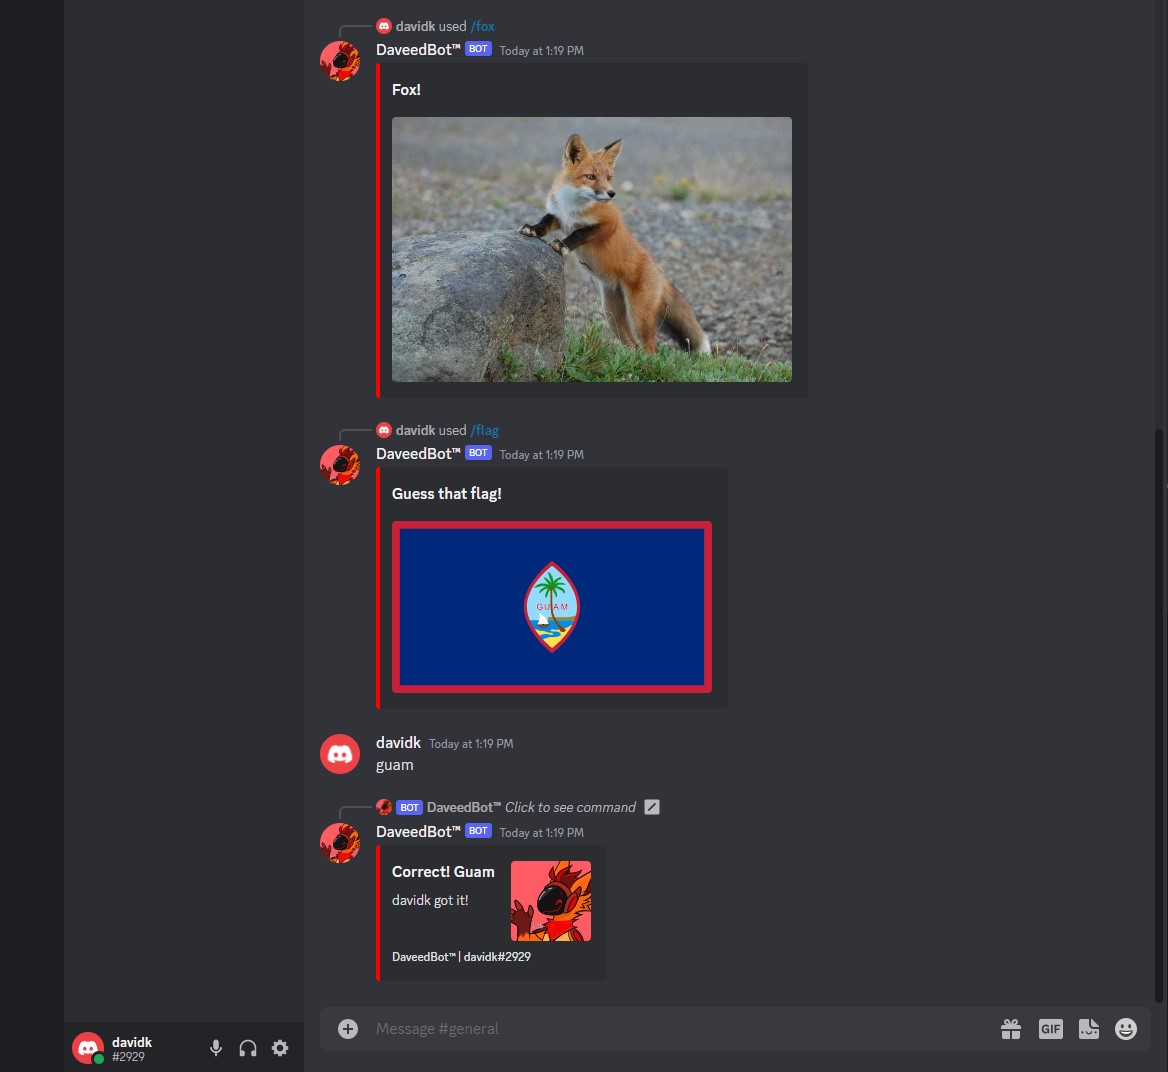 davidk used /fox
DaveedBot™ BOT Today at 1:19 PM
Fox!
davidk used /flag
DaveedBot™ BOT Today at 1:19 PM
Guess that flag!
GUAM
davidk Today at 1:19 PM
guam
BOT DaveedBot™ Click to see command
DaveedBot™ BOT Today at 1:19 PM
Correct! Guam
davidk got it!
DaveedBot™ | davidk#2929
Message #general
GIF
davidk
#2929